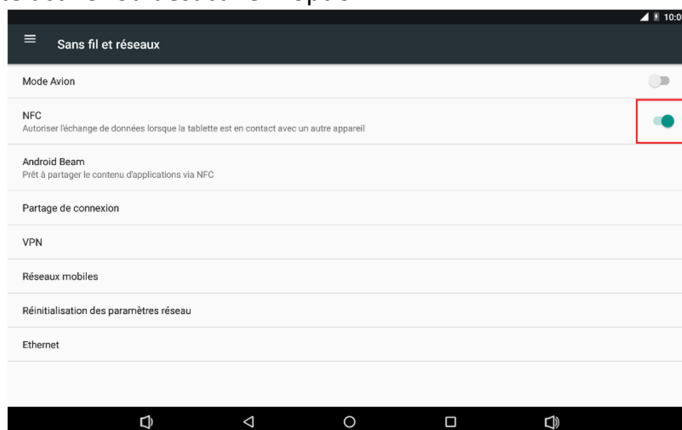 10:0
Sans fil et réseaux
Mode Avion
NFC
Autoriser l'échange de données lorsque la tablette est en contact avec un autre appareil
Android Beam
Prêt à partager le contenu d'applications via NFC
Partage de connexion
VPN
Réseaux mobiles
Réinitialisation des paramètres réseau
Ethernet